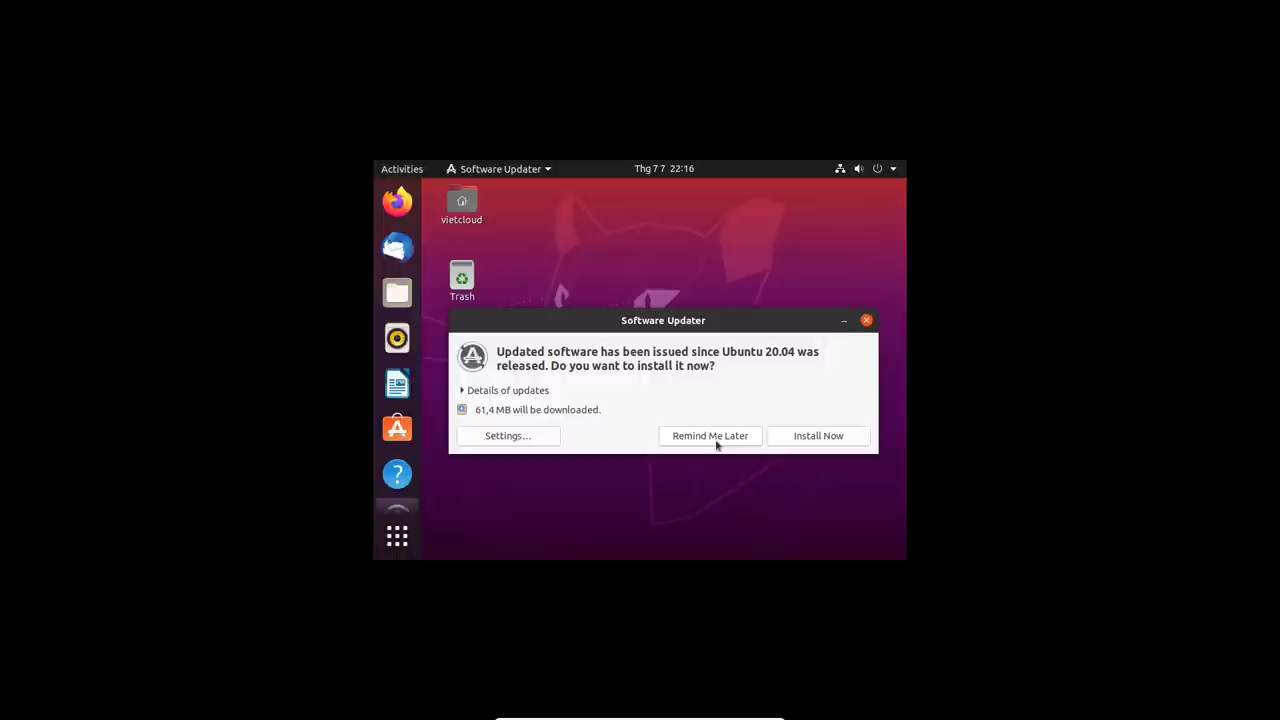 Activities
Software Updater
Thg 7 7 22:16
vietcloud
Trash
Software Updater
Updated software has been issued since Ubuntu 20.04 was
released. Do you want to install it now?
Details of updates
61,4 MB will be downloaded.
Settings...
Remind Me Later
Install Now